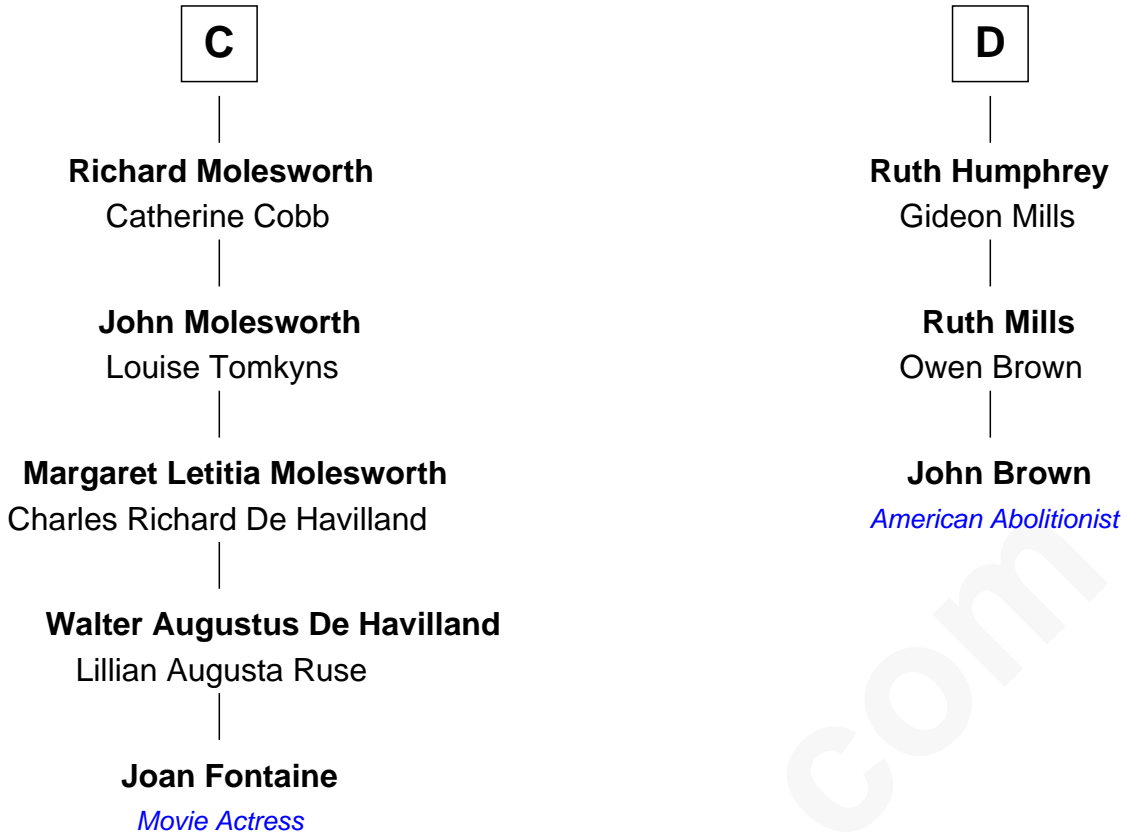 C
Richard Molesworth
Catherine Cobb
John Molesworth
Louise Tomkyns
Margaret Letitia Molesworth
Charles Richard De Havilland
Walter Augustus De Havilland
Lillian Augusta Ruse
Joan Fontaine
Movie Actress
D
Ruth Humphrey
Gideon Mills
Ruth Mills
Owen Brown
John Brown
American Abolitionist
com